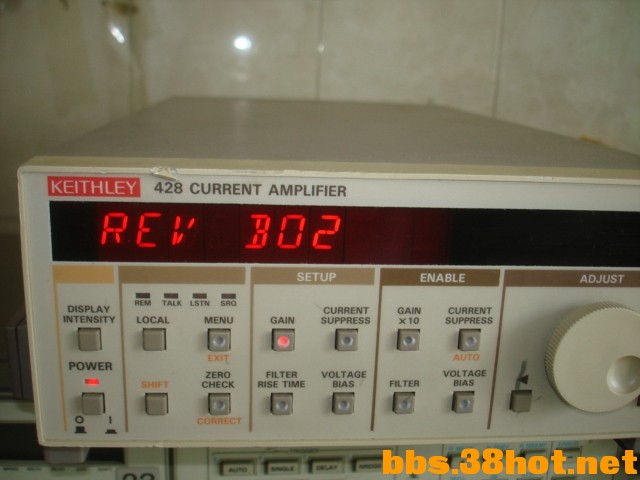 KEITHLEY 428 CURRENT AMPLIFIER
REV B02
SETUP ENABLE ADJUST
REM TALK LSTN SRQ
DISPLAY INTENSITY
LOCAL
MENU
EXIT
GAIN
CURRENT SUPPRESS
GAIN X10
CURRENT SUPPRESS
AUTO
POWER
O I
SHIFT
ZERO CHECK
CORRECT
FILTER RISE TIME
VOLTAGE BIAS
FILTER
VOLTAGE BIAS
AUTO SINGLE DELAY
bbs.38hot.net